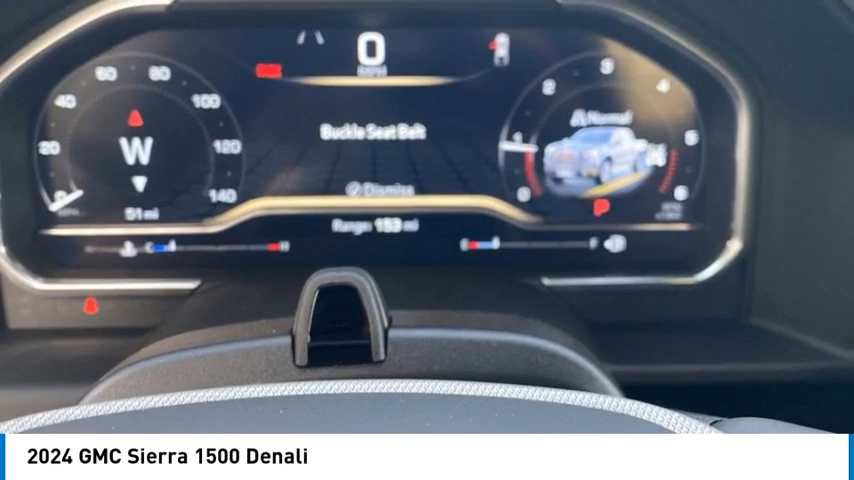 0
MPH
60 80
40 100
20 120
0 140
W
51 mi
Buckle Seat Belt
Dismiss
Range: 153 mi
C H
E F
3
2 4
1 5
0 6
Normal
P
2024 GMC Sierra 1500 Denali